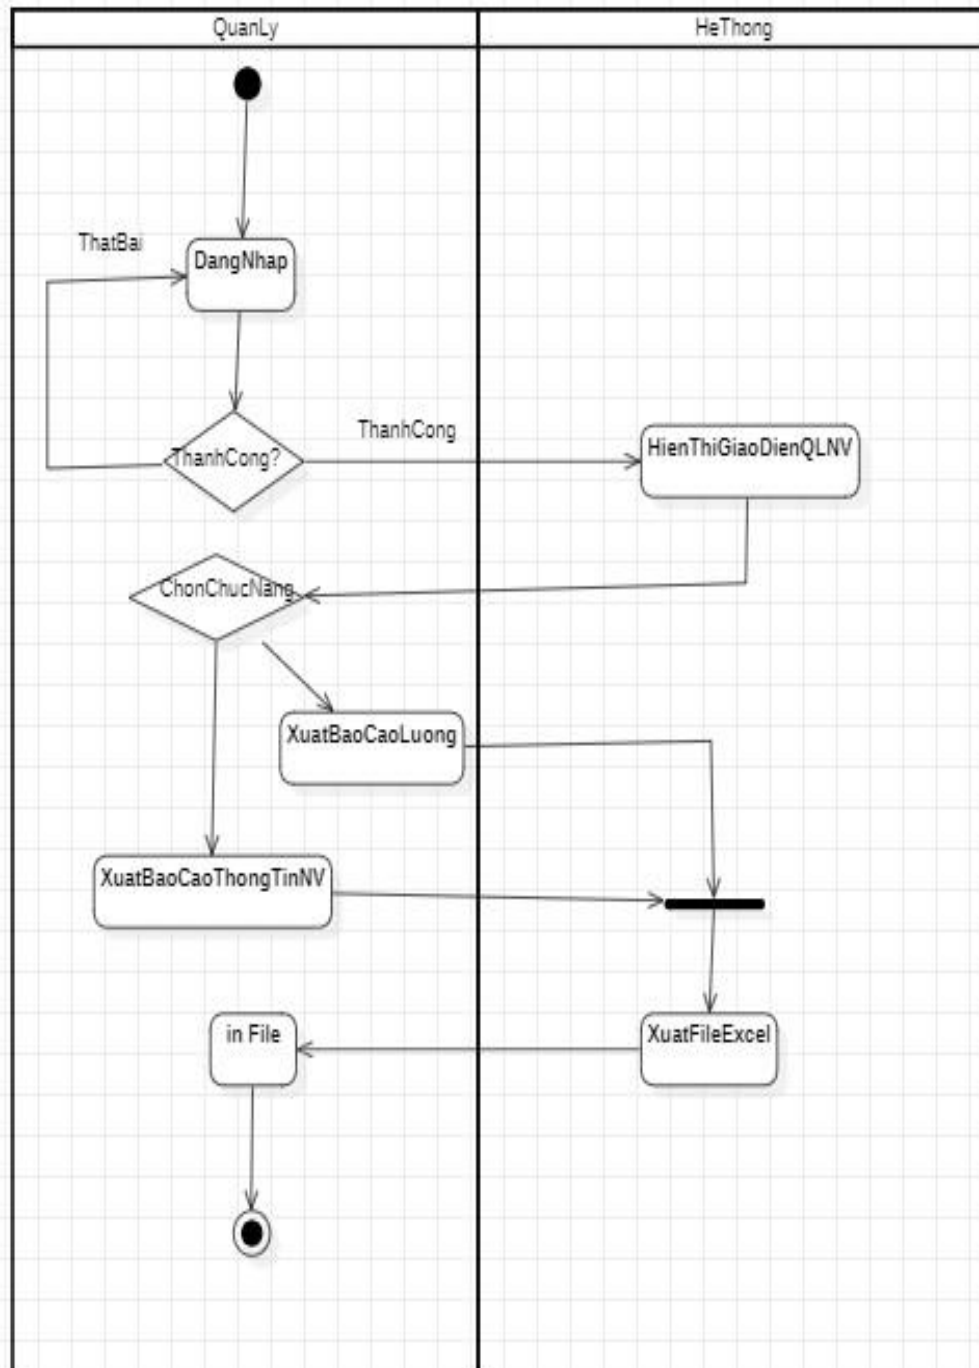 QuanLy
HeThong
ThatBai
DangNhap
ThanhCong
ThanhCong?
HienThiGiaoDienQLNV
ChonChucNang
XuatBaoCaoLuong
XuatBaoCaoThongTinNV
in File
XuatFileExcel